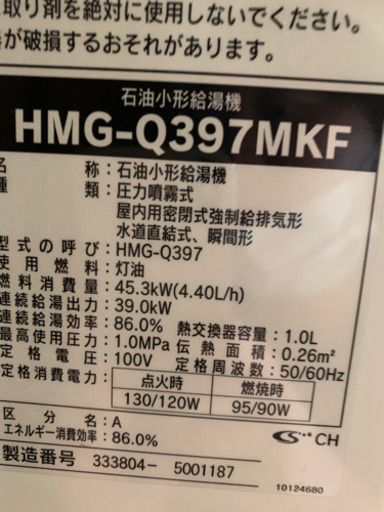 取り剤を絶対に使用しないでください。
が破損するおそれがあります。
石油小形給湯機
HMG-Q397MKF
名称：石油小形給湯機
種類：圧力噴霧式
屋内用密閉式強制給排気形
水道直結式、瞬間形
型式の呼び：HMG-Q397
使用燃料：灯油
燃料消費量：45.3kW(4.40L/h)
連続給湯出力：39.0kW
連続給湯効率：86.0% 熱交換器容量：1.0L
最高使用圧力：1.0MPa 伝熱面積：0.26m²
定格電圧：100V 定格周波数：50/60Hz
定格消費電力： 点火時 燃焼時
130/120W 95/90W
区分名：A
エネルギー消費効率：86.0% CH
製造番号 333804-5001187
10124680